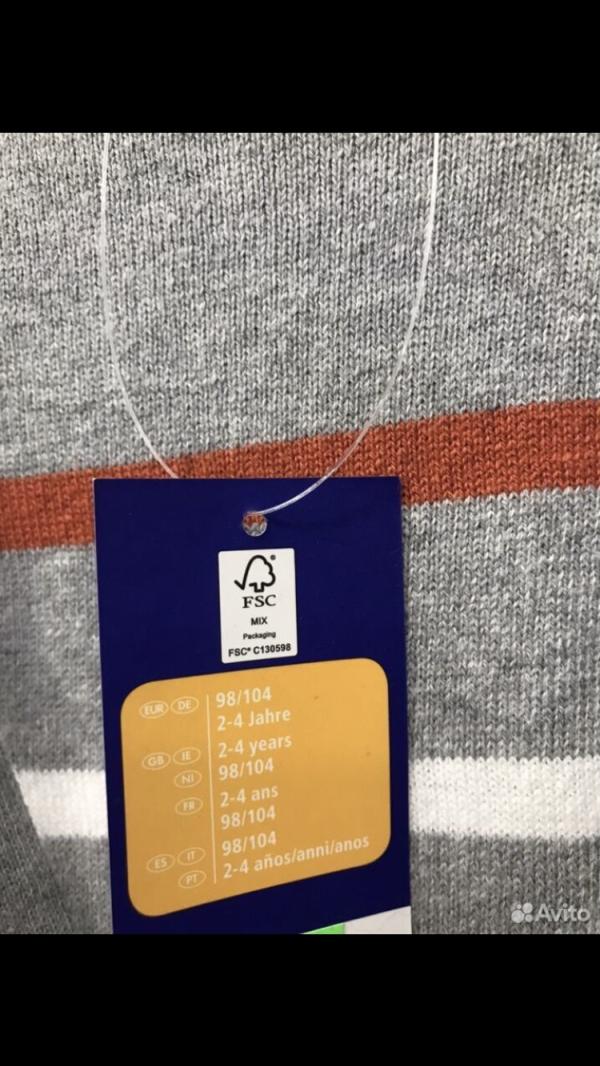 FSC®
MIX
Packaging
FSC® C130598
EUR DE 98/104
2-4 Jahre
GB IE 2-4 years
NI 98/104
FR 2-4 ans
98/104
ES IT 98/104
PT 2-4 años/anni/anos
Avito